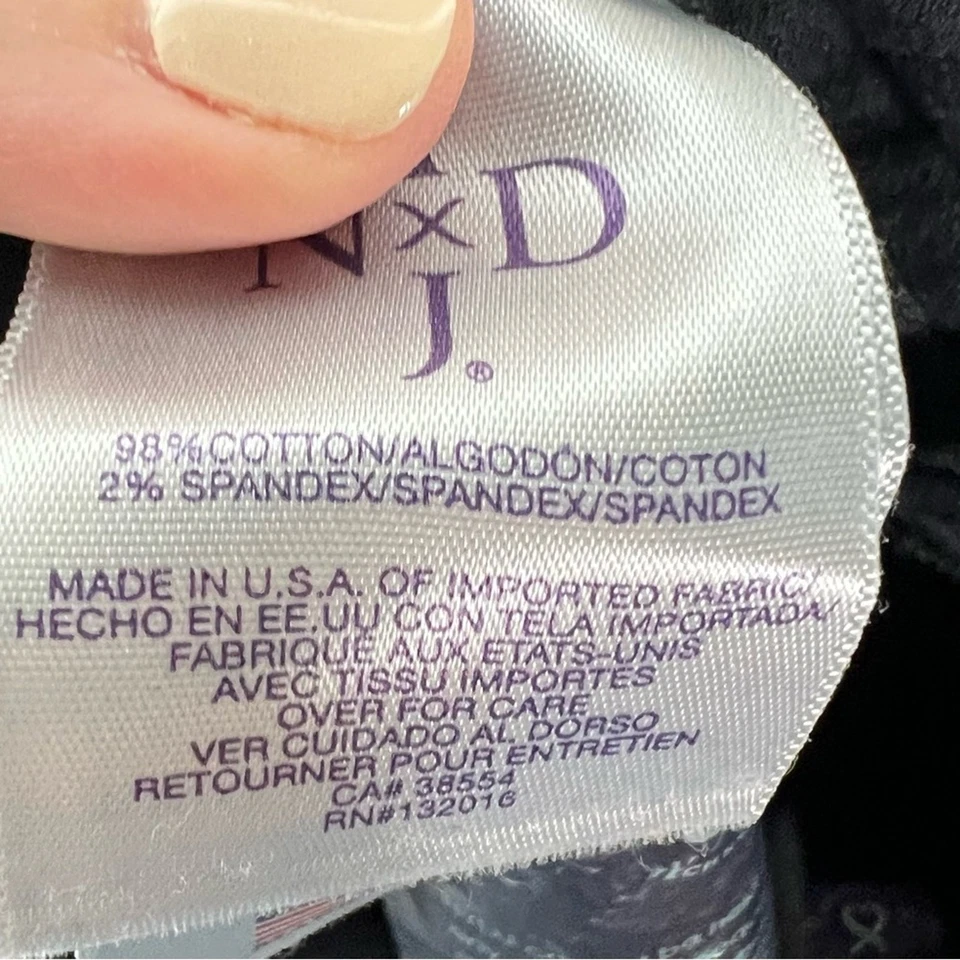 N X D
J®
98% COTTON/ALGODÓN/COTON
2% SPANDEX/SPANDEX/SPANDEX
MADE IN U.S.A. OF IMPORTED FABRIC/
HECHO EN EE.UU CON TELA IMPORTADA/
FABRIQUE AUX ETATS-UNIS
AVEC TISSU IMPORTES
OVER FOR CARE
VER CUIDADO AL DORSO
RETOURNER POUR ENTRETIEN
CA# 38554
RN#132016